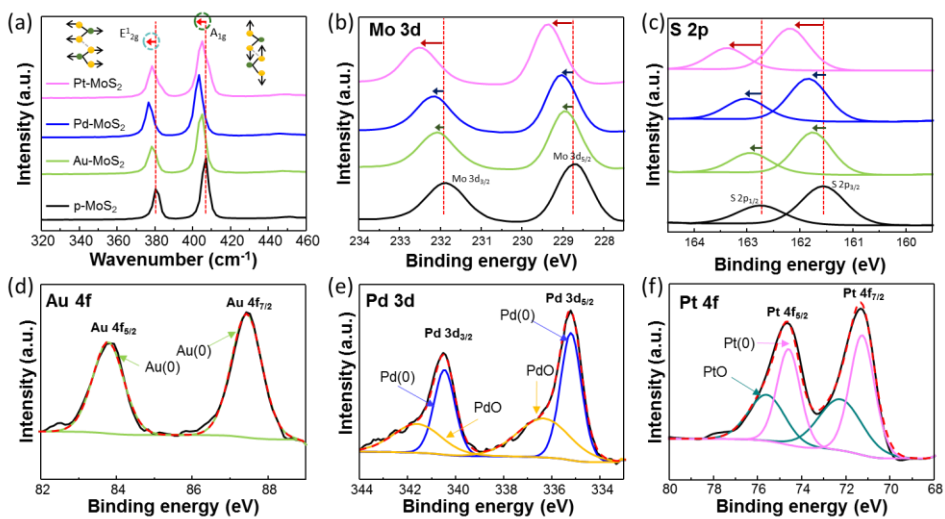 (a)
E¹₂g
A₁g
Pt-MoS₂
Pd-MoS₂
Au-MoS₂
p-MoS₂
Intensity (a.u.)
320 340 360 380 400 420 440 460
Wavenumber (cm⁻¹)
(b) Mo 3d
Mo 3d₃/₂
Mo 3d₅/₂
Intensity (a.u.)
233 232 231 230 229 228
Binding energy (eV)
(c)
S 2p
S 2p₁/₂
S 2p₃/₂
Intensity (a.u.)
164 163 162 161 160
Binding energy (eV)
(d) Au 4f
Au 4f₅/₂
Au 4f₇/₂
Au(0)
Au(0)
Intensity (a.u.)
82 84 86 88
Binding energy (eV)
(e) Pd 3d
Pd 3d₅/₂
Pd(0)
Pd 3d₃/₂
Pd(0)
PdO
PdO
Intensity (a.u.)
344 342 340 338 336 334
Binding energy (eV)
(f) Pt 4f
Pt 4f₅/₂
Pt 4f₇/₂
Pt(0)
PtO
Intensity (a.u.)
80 78 76 74 72 70 68
Binding energy (eV)